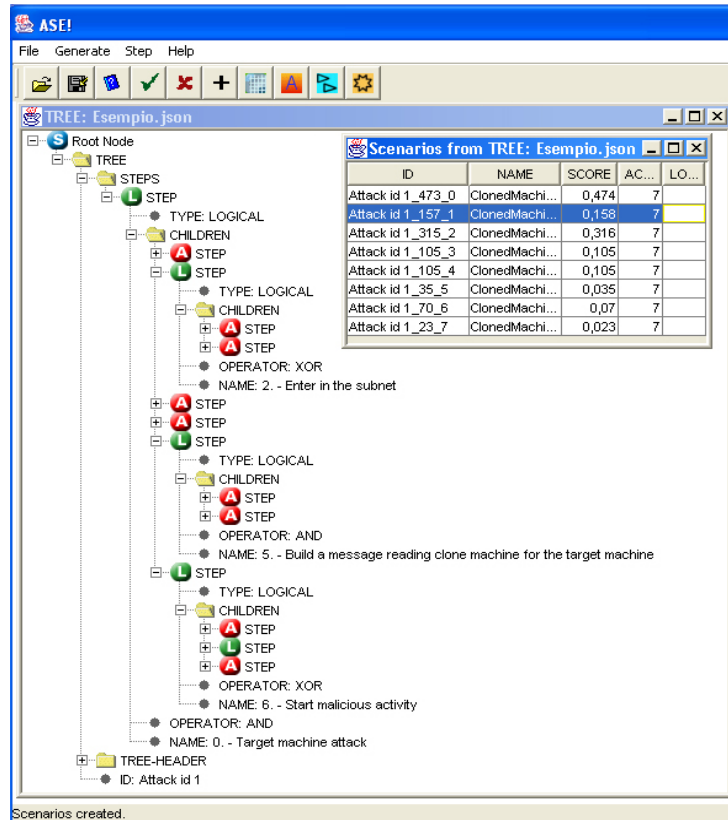 ASE!
File Generate Step Help
TREE: Esempio.json
Root Node
TREE
STEPS
L STEP
TYPE: LOGICAL
CHILDREN
A STEP
L STEP
TYPE: LOGICAL
CHILDREN
A STEP
A STEP
OPERATOR: XOR
NAME: 2. - Enter in the subnet
A STEP
A STEP
L STEP
TYPE: LOGICAL
CHILDREN
A STEP
A STEP
OPERATOR: AND
NAME: 5. - Build a message reading clone machine for the target machine
L STEP
TYPE: LOGICAL
CHILDREN
A STEP
L STEP
A STEP
OPERATOR: XOR
NAME: 6. - Start malicious activity
OPERATOR: AND
NAME: 0. - Target machine attack
TREE-HEADER
ID: Attack id 1
Scenarios from TREE: Esempio.json
ID NAME SCORE AC... LO...
Attack id 1_473_0 ClonedMachi... 0,474 7
Attack id 1_157_1 ClonedMachi... 0,158 7
Attack id 1_315_2 ClonedMachi... 0,316 7
Attack id 1_105_3 ClonedMachi... 0,105 7
Attack id 1_105_4 ClonedMachi... 0,105 7
Attack id 1_35_5 ClonedMachi... 0,035 7
Attack id 1_70_6 ClonedMachi... 0,07 7
Attack id 1_23_7 ClonedMachi... 0,023 7
Scenarios created.